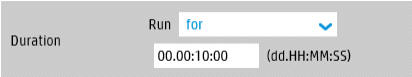 Run for
Duration
00.00:10:00 (dd.HH:MM:SS)